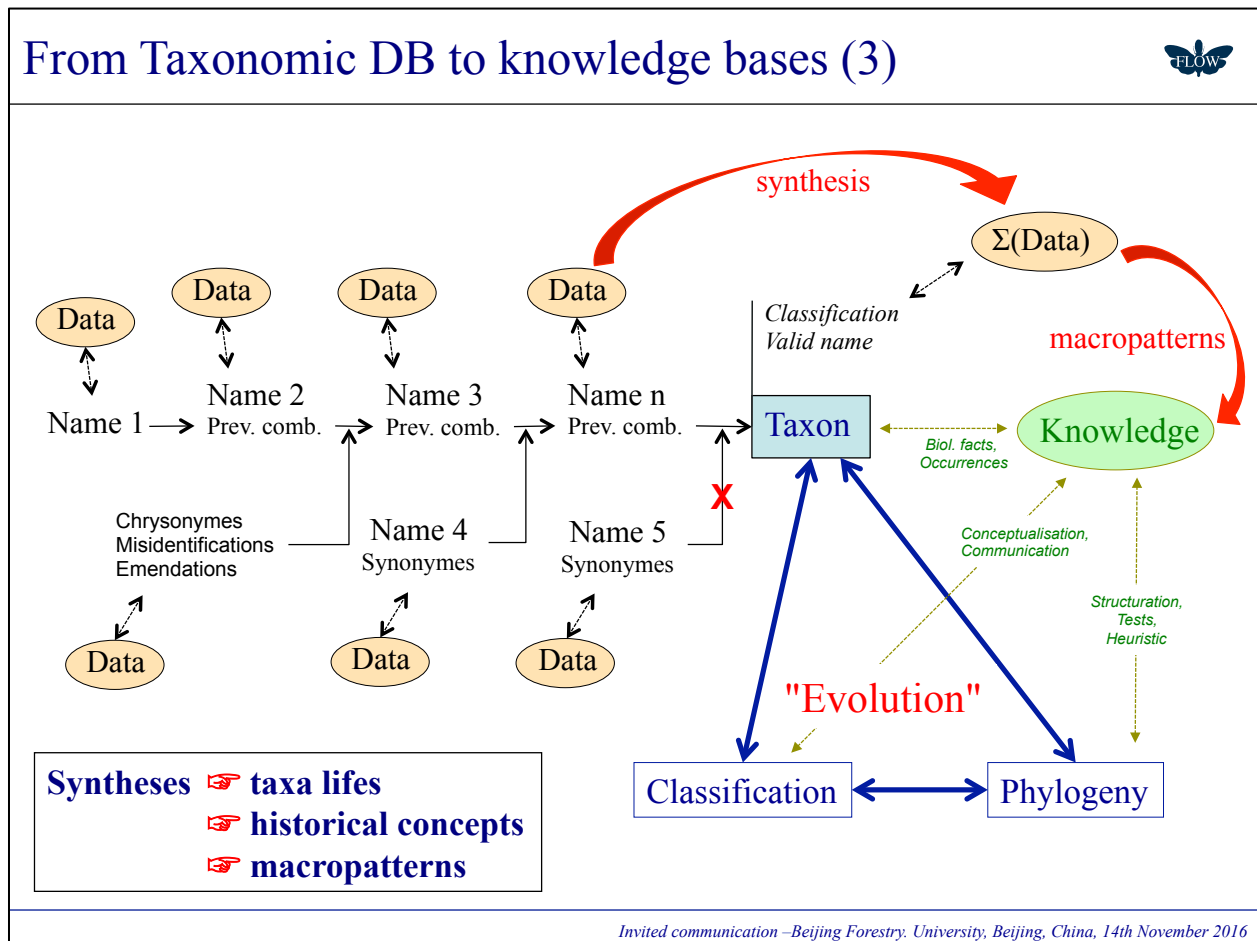 From Taxonomic DB to knowledge bases (3)
FLOW
synthesis
Σ(Data)
Data
Data
Data
Data
Classification
Valid name
macropatterns
Name 1
Name 2
Prev. comb.
Name 3
Prev. comb.
Name n
Prev. comb.
Taxon
Biol. facts,
Occurrences
Knowledge
X
Chrysonymes
Misidentifications
Emendations
Name 4
Synonymes
Name 5
Synonymes
Conceptualisation,
Communication
Structuration,
Tests,
Heuristic
Data
Data
Data
"Evolution"
Classification
Phylogeny
Syntheses ☞ taxa lifes
☞ historical concepts
☞ macropatterns
Invited communication –Beijing Forestry. University, Beijing, China, 14th November 2016